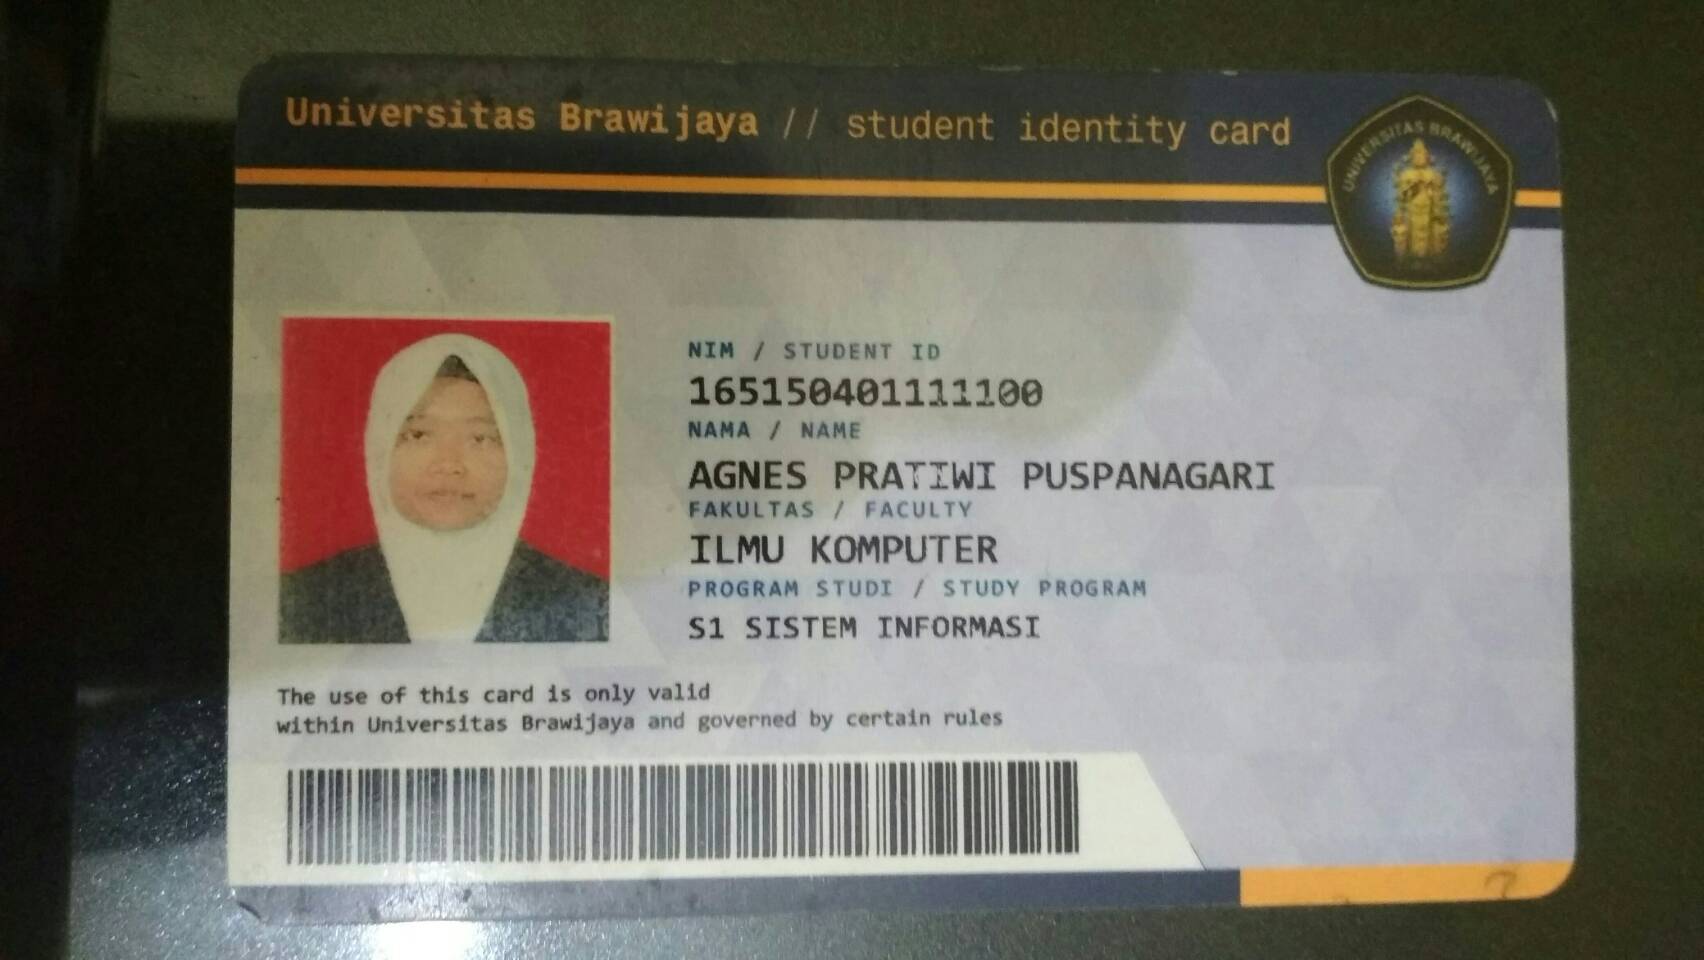 Universitas Brawijaya // student identity card
UNIVERSITAS BRAWIJAYA
NIM / STUDENT ID
165150401111100
NAMA / NAME
AGNES PRATIWI PUSPANAGARI
FAKULTAS / FACULTY
ILMU KOMPUTER
PROGRAM STUDI / STUDY PROGRAM
S1 SISTEM INFORMASI
The use of this card is only valid
within Universitas Brawijaya and governed by certain rules